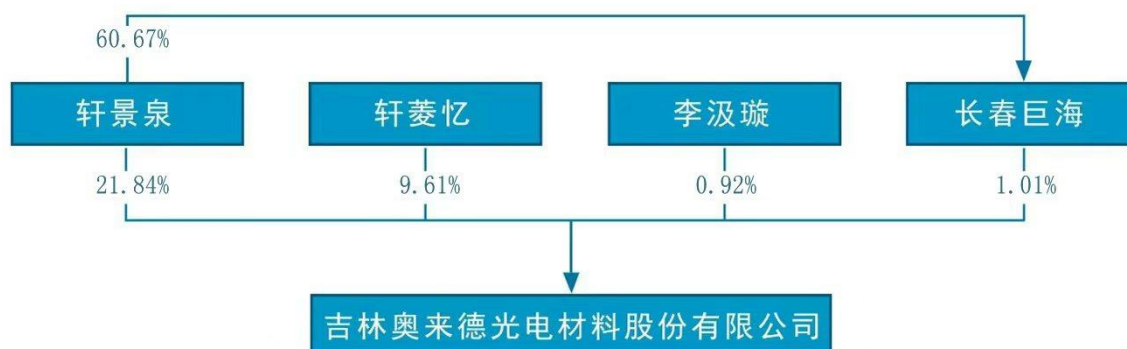 60.67%
轩景泉
轩菱忆
李汲璇
长春巨海
21.84%
9.61%
0.92%
1.01%
吉林奥来德光电材料股份有限公司